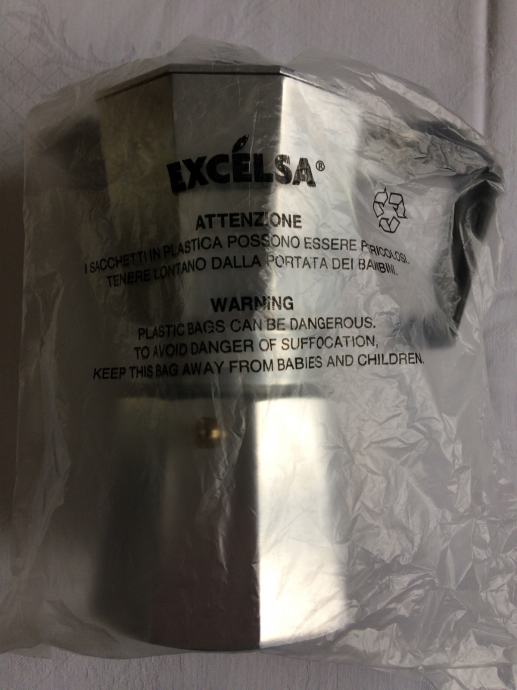 EXCÉLSA®
ATTENZIONE
I SACCHETTI IN PLASTICA POSSONO ESSERE PERICOLOSI.
TENERE LONTANO DALLA PORTATA DEI BAMBINI.
WARNING
PLASTIC BAGS CAN BE DANGEROUS.
TO AVOID DANGER OF SUFFOCATION,
KEEP THIS BAG AWAY FROM BABIES AND CHILDREN.